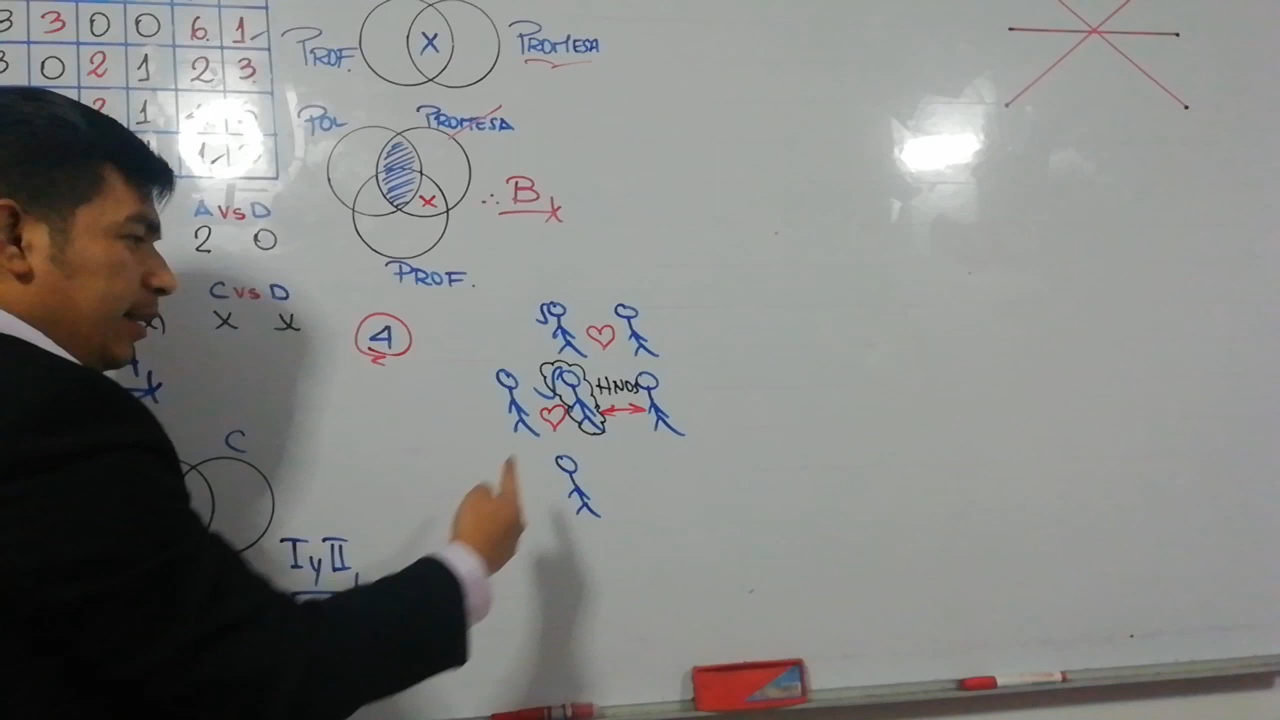 3 3 0 0 6. 1
3 0 2 1 2 3.
2 1
PROF. X PROMESA
POL PROMESA
X
∴ B
PROF.
A vs D
2 0
C vs D
X X
4
HNOS
C
I y II